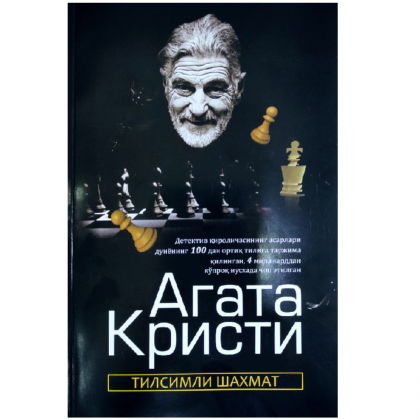 Детектив қироличасининг асарлари
дунёнинг 100 дан ортиқ тилига таржима
қилинган, 4 миллиарддан
кўпроқ нусхада чоп этилган
Агата
Кристи
ТИЛСИМЛИ ШАХМАТ